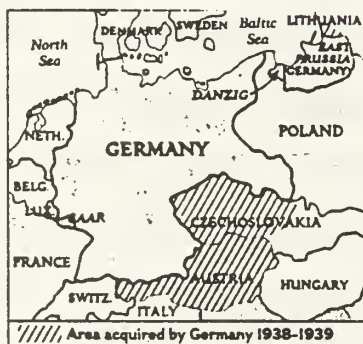 LITHUANIA
North
Sea
DENMARK
SWEDEN
Baltic
Sea
EAST
PRUSSIA
GERMANY
DANZIG
NETH.
GERMANY
POLAND
BELG.
LUX.
SAAR
CZECHOSLOVAKIA
FRANCE
AUSTRIA
HUNGARY
SWITZ.
ITALY
Area acquired by Germany 1938-1939